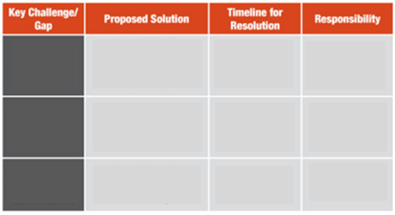 Key Challenge/
Gap
Proposed Solution
Timeline for
Resolution
Responsibility